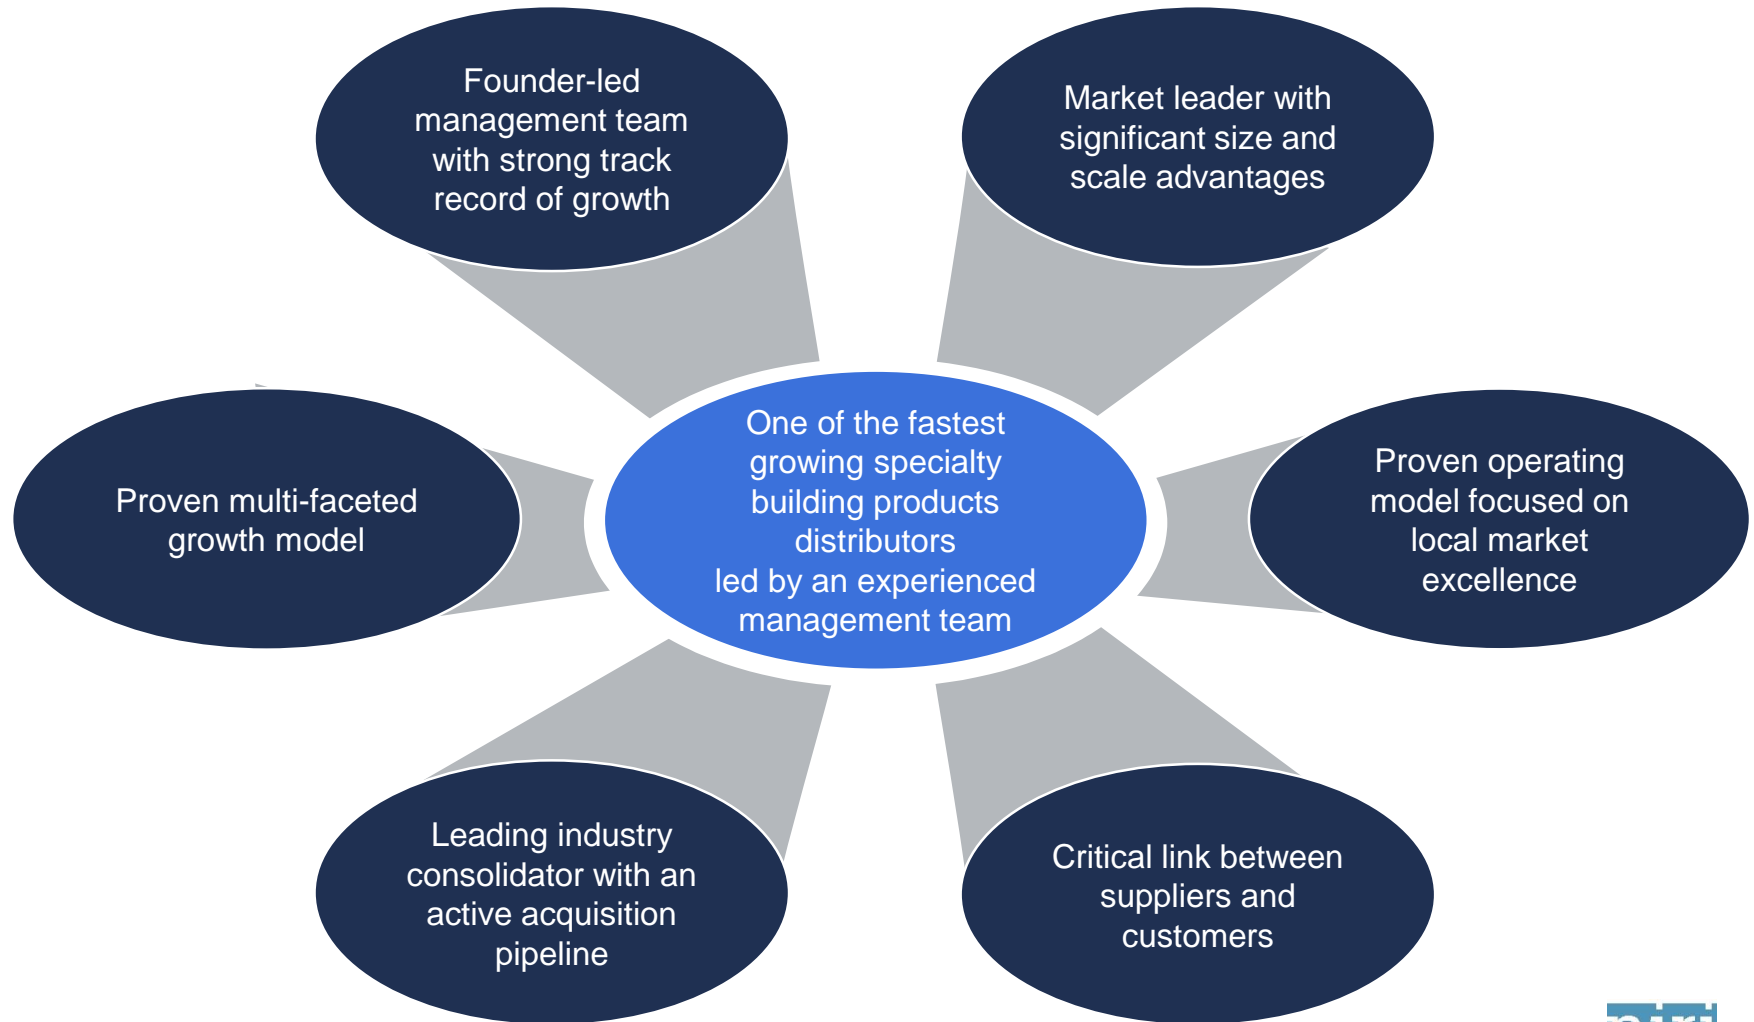 Founder-led
management team
with strong track
record of growth
Market leader with
significant size and
scale advantages
Proven multi-faceted
growth model
One of the fastest
growing specialty
building products
distributors
led by an experienced
management team
Proven operating
model focused on
local market
excellence
Leading industry
consolidator with an
active acquisition
pipeline
Critical link between
suppliers and
customers